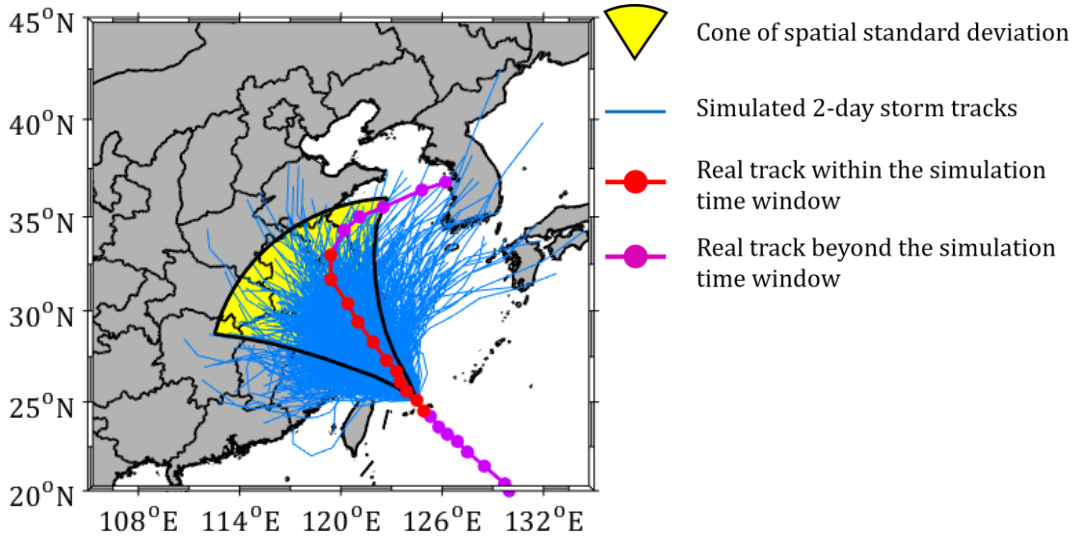 45°N
40°N
35°N
30°N
25°N
20°N
108°E 114°E 120°E 126°E 132°E
Cone of spatial standard deviation
Simulated 2-day storm tracks
Real track within the simulation
time window
Real track beyond the simulation
time window